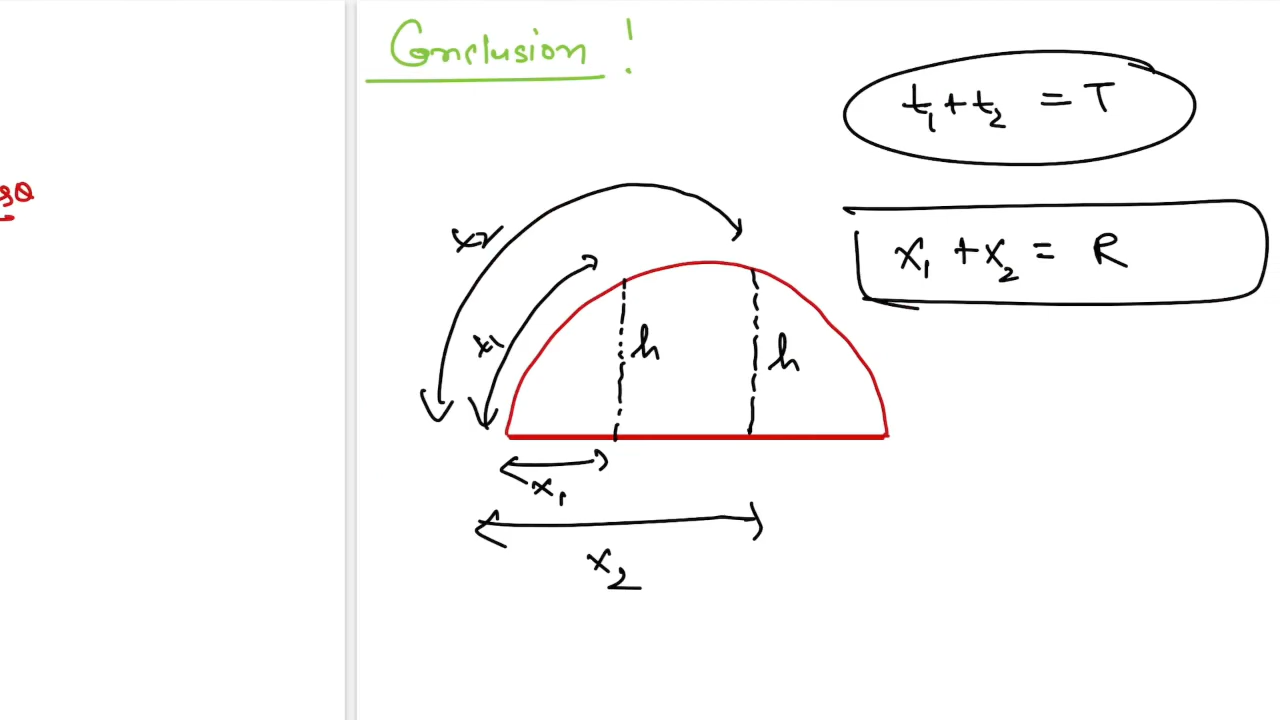 Conclusion !
t₁ + t₂ = T
x₁ + x₂ = R
x₂
x₁
h
h
x₁
x₂